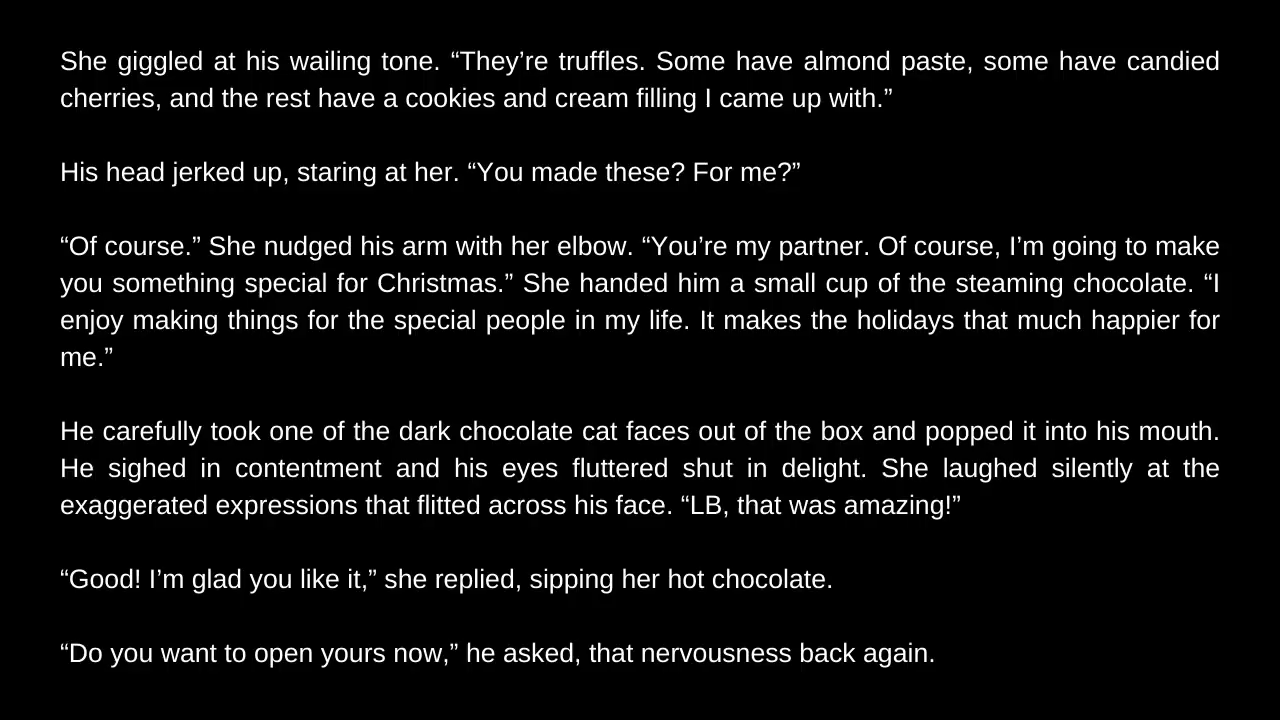 She giggled at his wailing tone. “They’re truffles. Some have almond paste, some have candied
cherries, and the rest have a cookies and cream filling I came up with.”
His head jerked up, staring at her. “You made these? For me?”
“Of course.” She nudged his arm with her elbow. “You’re my partner. Of course, I’m going to make
you something special for Christmas.” She handed him a small cup of the steaming chocolate. “I
enjoy making things for the special people in my life. It makes the holidays that much happier for
me.”
He carefully took one of the dark chocolate cat faces out of the box and popped it into his mouth.
He sighed in contentment and his eyes fluttered shut in delight. She laughed silently at the
exaggerated expressions that flitted across his face. “LB, that was amazing!”
“Good! I’m glad you like it,” she replied, sipping her hot chocolate.
“Do you want to open yours now,” he asked, that nervousness back again.